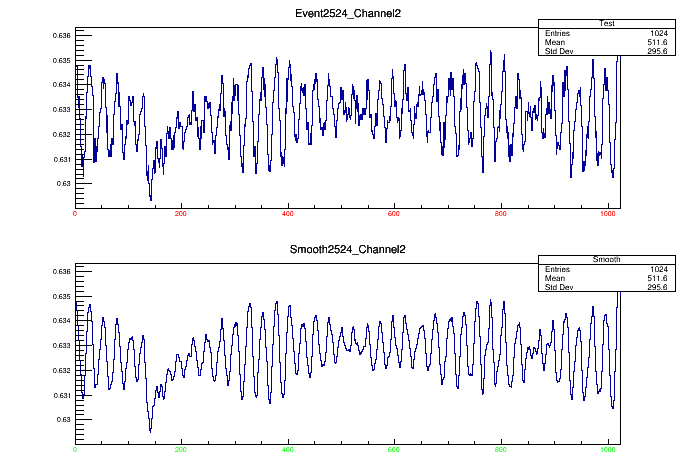 Event2524_Channel2
Test
Entries 1024
Mean 511.6
Std Dev 295.6
0.636
0.635
0.634
0.633
0.632
0.631
0.63
0 200 400 600 800 1000
Smooth2524_Channel2
Smooth
Entries 1024
Mean 511.6
Std Dev 295.6
0.636
0.635
0.634
0.633
0.632
0.631
0.63
0 200 400 600 800 1000